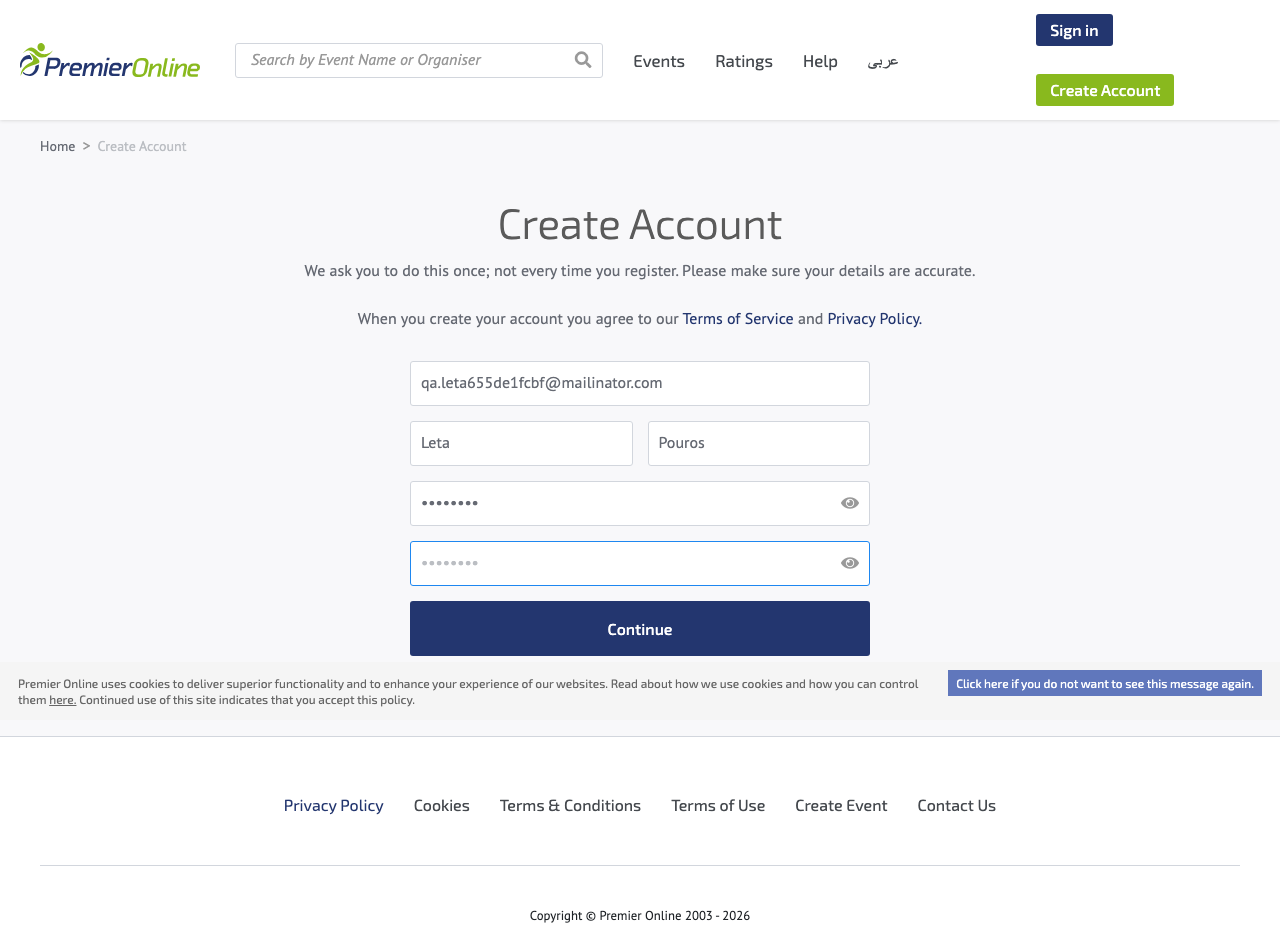 PremierOnline
Search by Event Name or Organiser
Events
Ratings
Help
عربي
Sign in
Create Account
Home > Create Account
Create Account
We ask you to do this once; not every time you register. Please make sure your details are accurate.
When you create your account you agree to our Terms of Service and Privacy Policy.
qa.leta655de1fcbf@mailinator.com
Leta
Pouros
••••••••
••••••••
Continue
Premier Online uses cookies to deliver superior functionality and to enhance your experience of our websites. Read about how we use cookies and how you can control
them here. Continued use of this site indicates that you accept this policy.
Click here if you do not want to see this message again.
Privacy Policy
Cookies
Terms & Conditions
Terms of Use
Create Event
Contact Us
Copyright © Premier Online 2003 - 2026